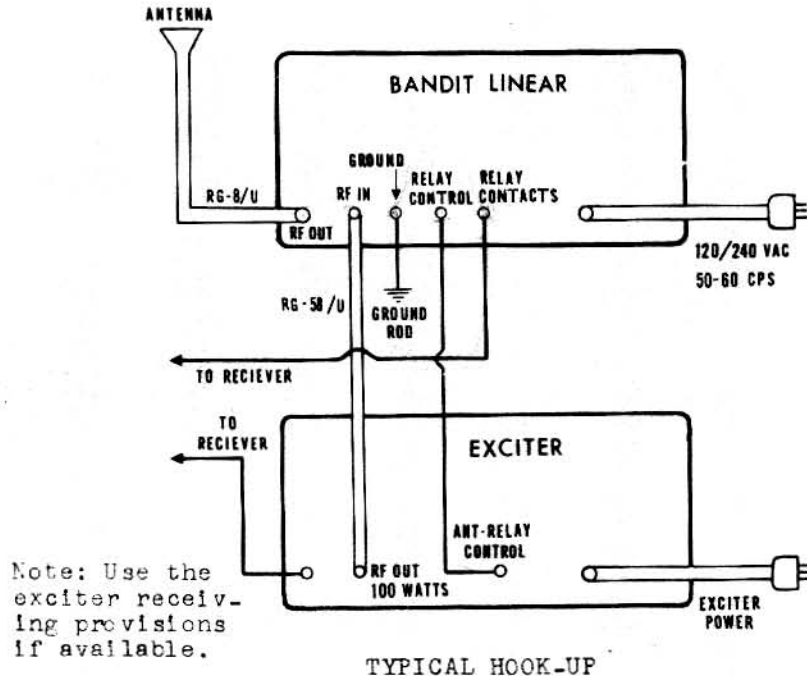 ANTENNA
BANDIT LINEAR
GROUND
RF IN
RELAY
CONTROL
RELAY
CONTACTS
RG-8/U
RF OUT
120/240 VAC
50-60 CPS
RG-58/U
GROUND
ROD
TO RECIEVER
TO
RECIEVER
EXCITER
ANT-RELAY
CONTROL
RF OUT
100 WATTS
EXCITER
POWER
Note: Use the
exciter receiv-
ing provisions
if available.
TYPICAL HOOK-UP